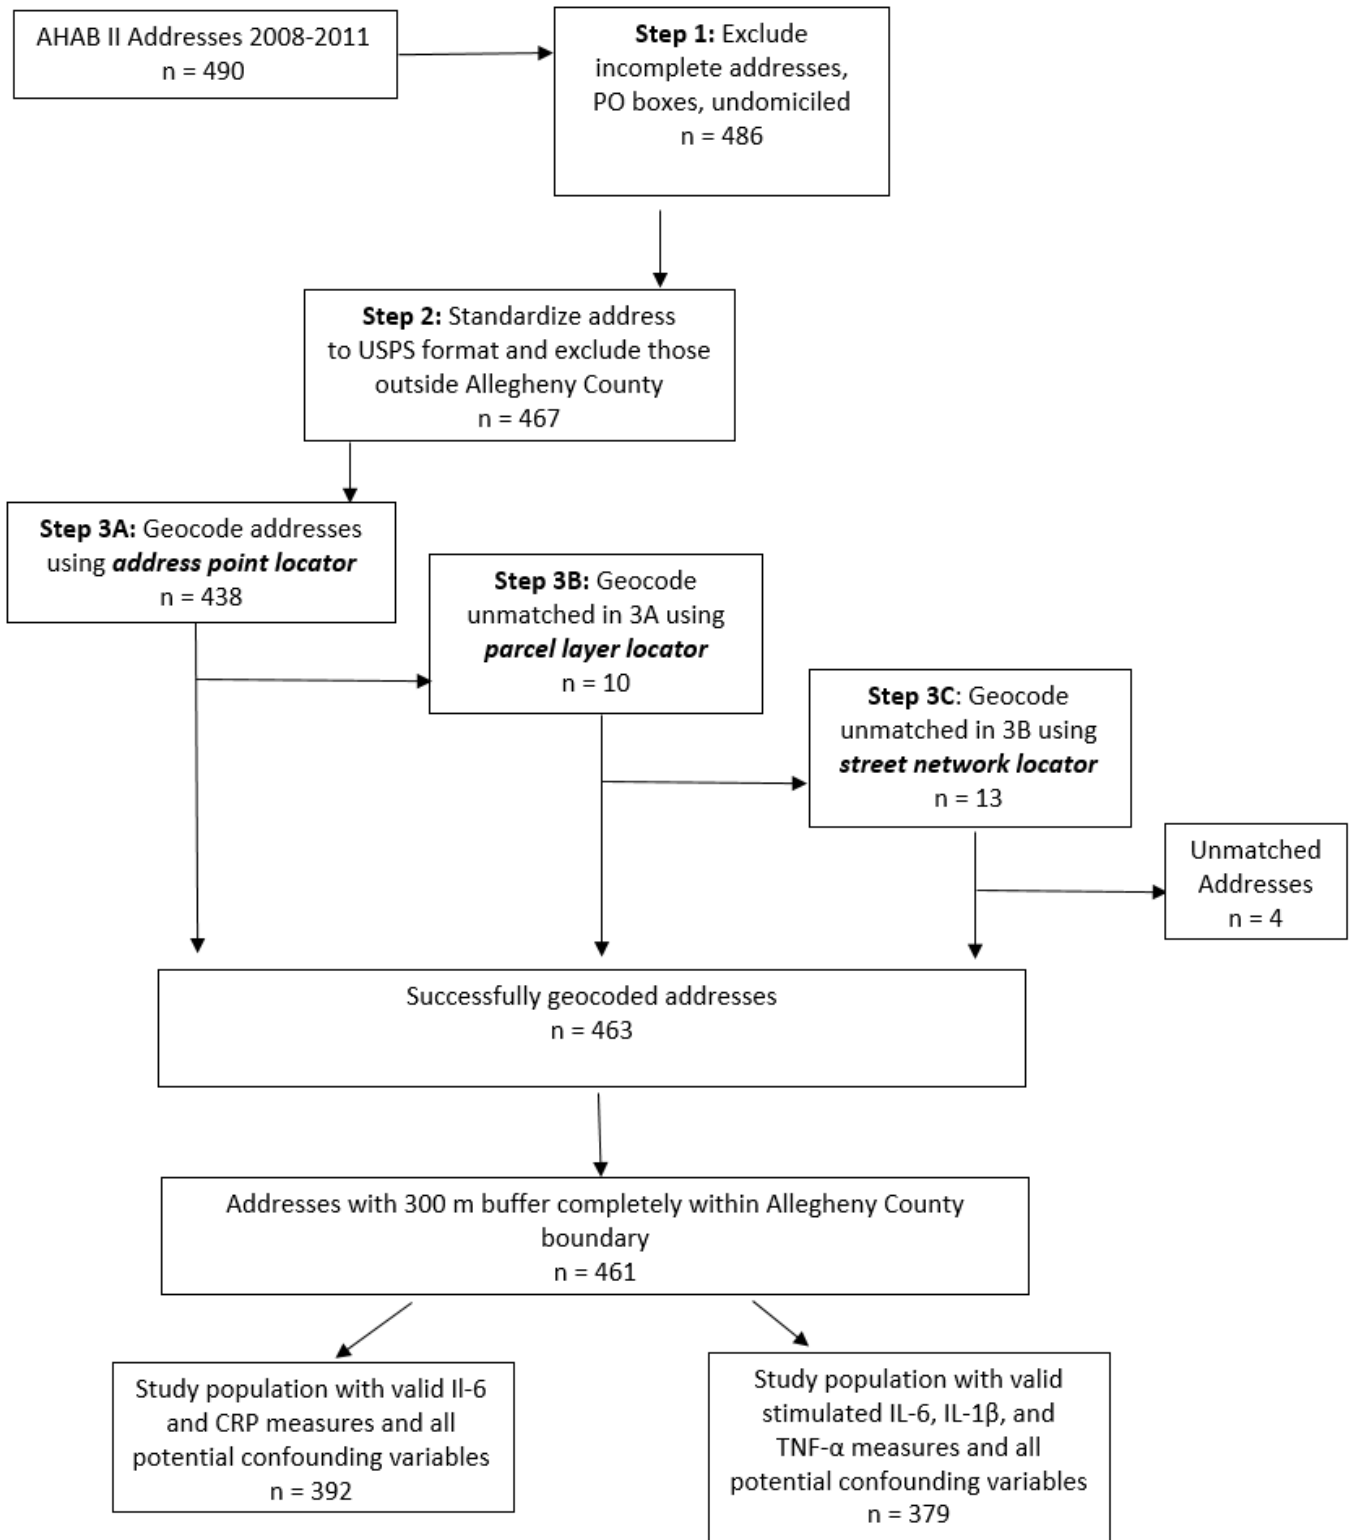 AHAB II Addresses 2008-2011
n = 490
Step 1: Exclude
incomplete addresses,
PO boxes, undomiciled
n = 486
Step 2: Standardize address
to USPS format and exclude those
outside Allegheny County
n = 467
Step 3A: Geocode addresses
using address point locator
n = 438
Step 3B: Geocode
unmatched in 3A using
parcel layer locator
n = 10
Step 3C: Geocode
unmatched in 3B using
street network locator
n = 13
Unmatched
Addresses
n = 4
Successfully geocoded addresses
n = 463
Addresses with 300 m buffer completely within Allegheny County
boundary
n = 461
Study population with valid Il-6
and CRP measures and all
potential confounding variables
n = 392
Study population with valid
stimulated IL-6, IL-1β, and
TNF-α measures and all
potential confounding variables
n = 379